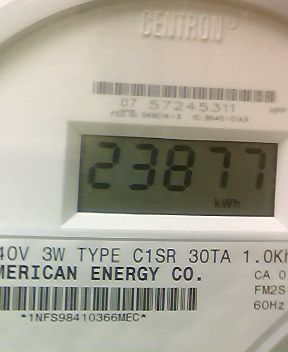 CENTRON
07 57245311
23877
kWh
40V 3W TYPE C1SR 30TA 1.0Kh
MERICAN ENERGY CO.
CA 0
FM2S
60Hz
*1NFS98410366MEC*